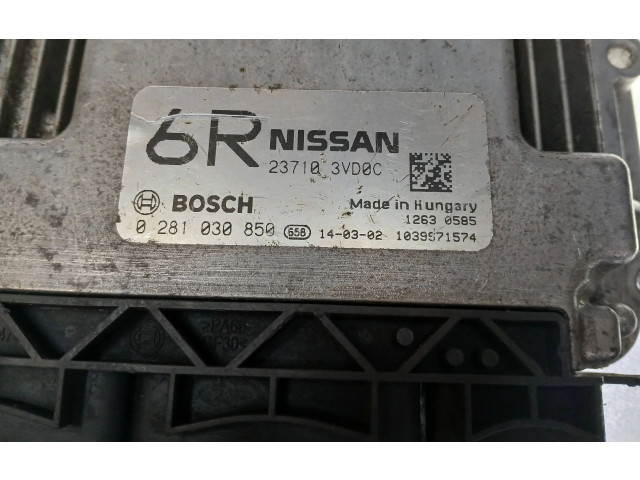 6R NISSAN
23710 3VD0C
BOSCH Made in Hungary
1263 0585
0 281 030 850 658 14-03-02 1039S71574
>PA66